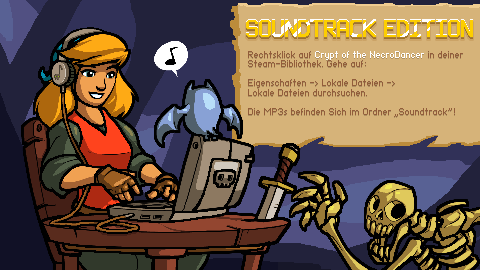 SOUNDTRACK EDITION
Rechtsklick auf Crypt of the NecroDancer in deiner
Steam-Bibliothek. Gehe auf:
Eigenschaften -> Lokale Dateien ->
Lokale Dateien durchsuchen.
Die MP3s befinden Sich im Ordner „Soundtrack"!